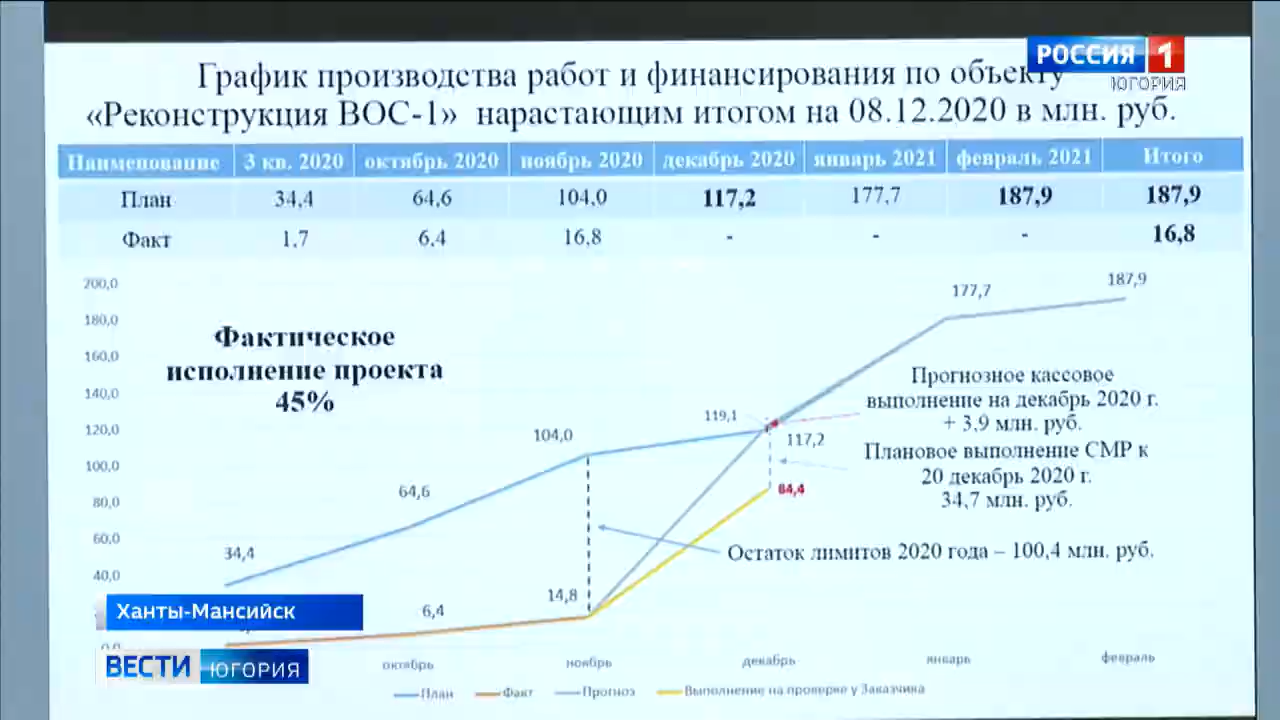 РОССИЯ 1
ЮГОРИЯ
График производства работ и финансирования по объекту
«Реконструкция ВОС-1» нарастающим итогом на 08.12.2020 в млн. руб.
Наименование 3 кв. 2020 октябрь 2020 ноябрь 2020 декабрь 2020 январь 2021 февраль 2021 Итого
План 34,4 64,6 104,0 117,2 177,7 187,9 187,9
Факт 1,7 6,4 16,8 - - - 16,8
200,0
180,0
160,0
140,0
120,0
100,0
80,0
60,0
40,0
0,0
Фактическое
исполнение проекта
45%
34,4
64,6
104,0
119,1
117,2
177,7
187,9
6,4
14,8
84,4
Прогнозное кассовое
выполнение на декабрь 2020 г.
+ 3,9 млн. руб.
Плановое выполнение СМР к
20 декабрь 2020 г.
34,7 млн. руб.
Остаток лимитов 2020 года – 100,4 млн. руб.
октябрь ноябрь декабрь январь февраль
План Факт Прогноз Выполнение на проверке у Заказчика
Ханты-Мансийск
ВЕСТИ ЮГОРИЯ